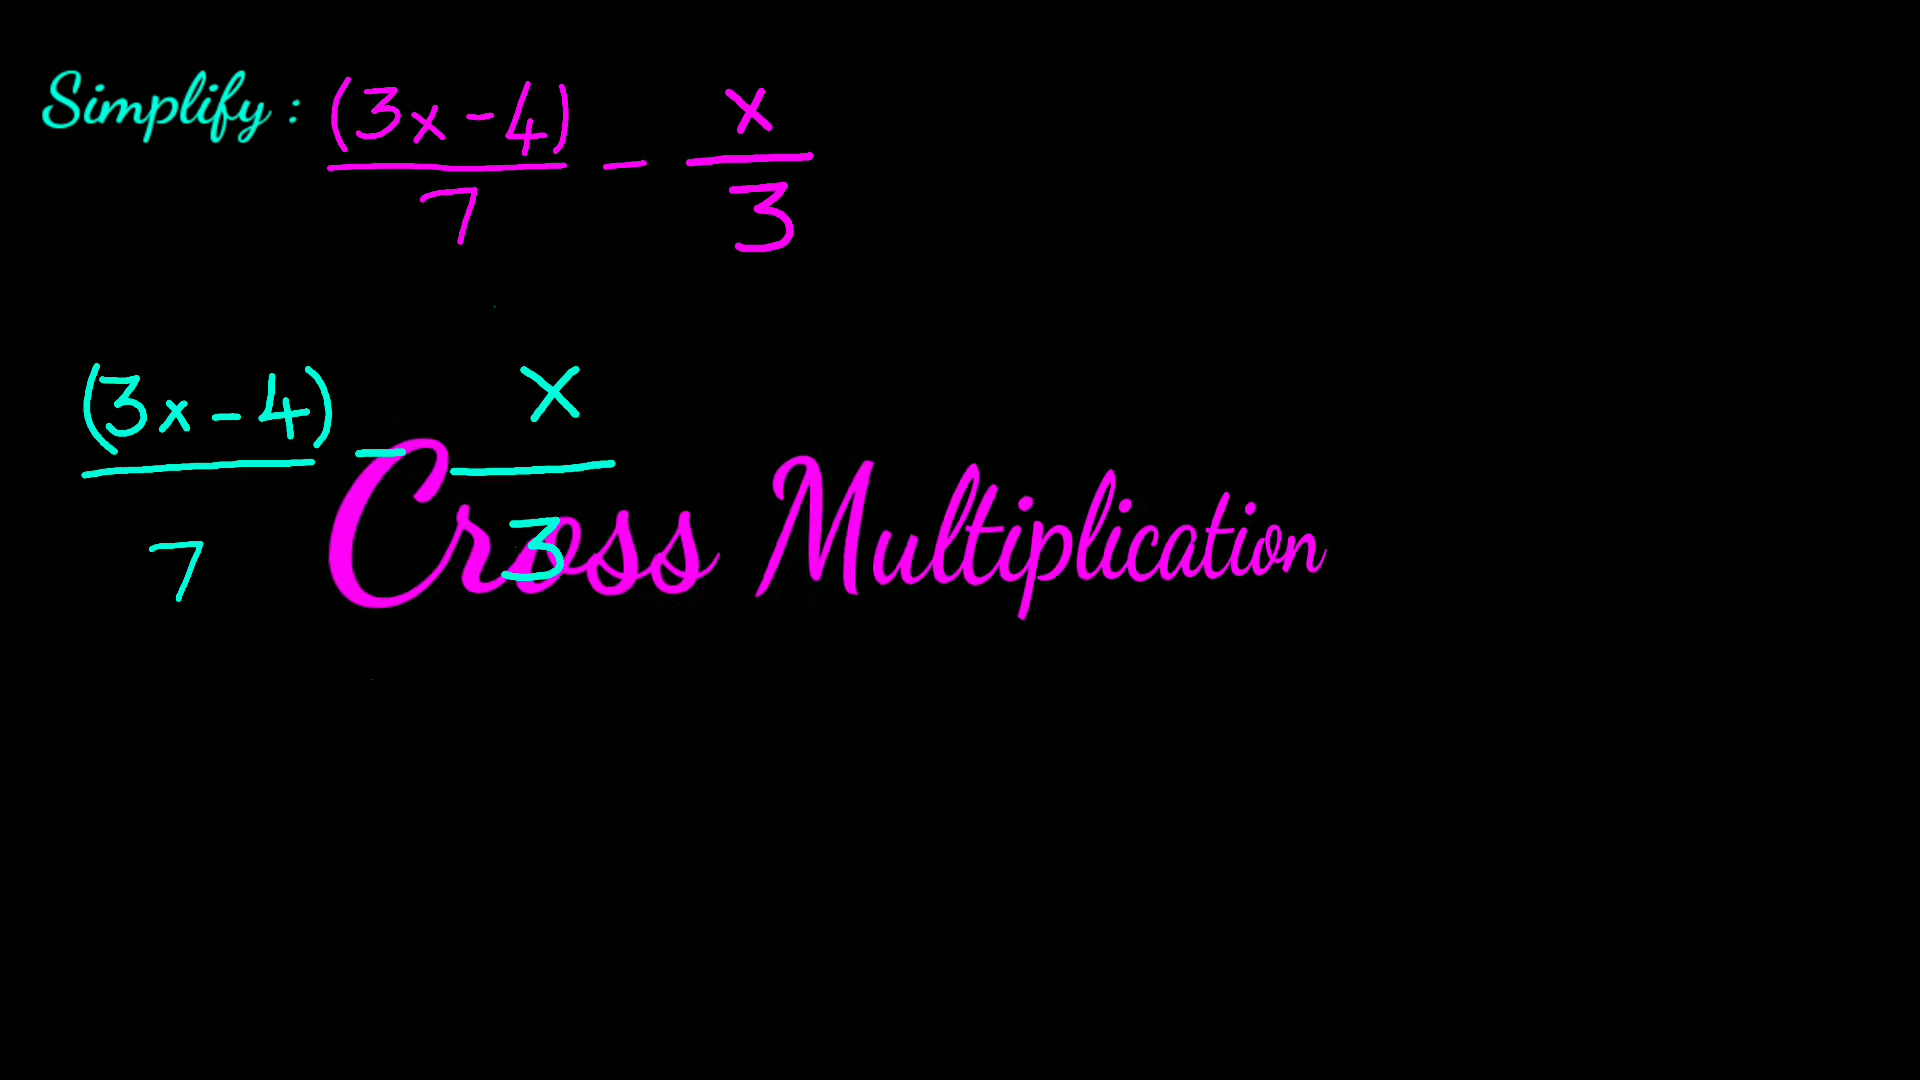 Simplify : (3x-4)/7 - x/3
(3x-4)/7 - x/3
Cross Multiplication